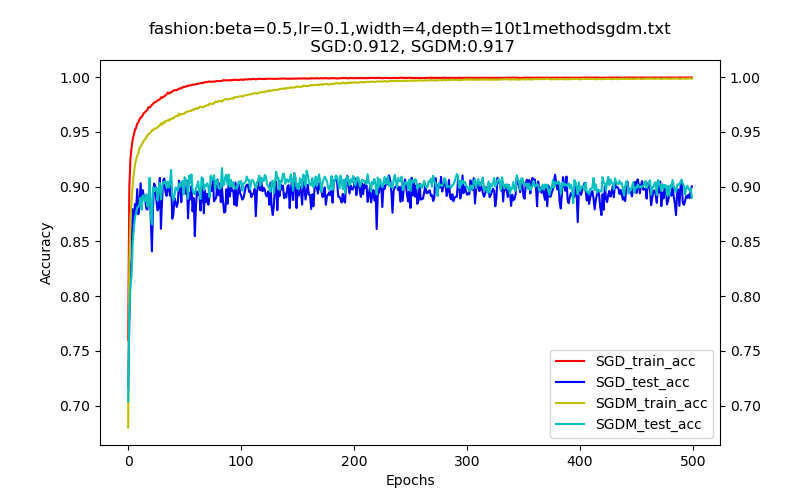 fashion:beta=0.5,lr=0.1,width=4,depth=10t1methodsgdm.txt
SGD:0.912, SGDM:0.917
1.00
1.00
0.95
0.95
0.90
0.90
0.85
0.85
Accuracy
0.80
0.80
0.75
0.75
0.70
0.70
SGD_train_acc
SGD_test_acc
SGDM_train_acc
SGDM_test_acc
0 100 200 300 400 500
Epochs